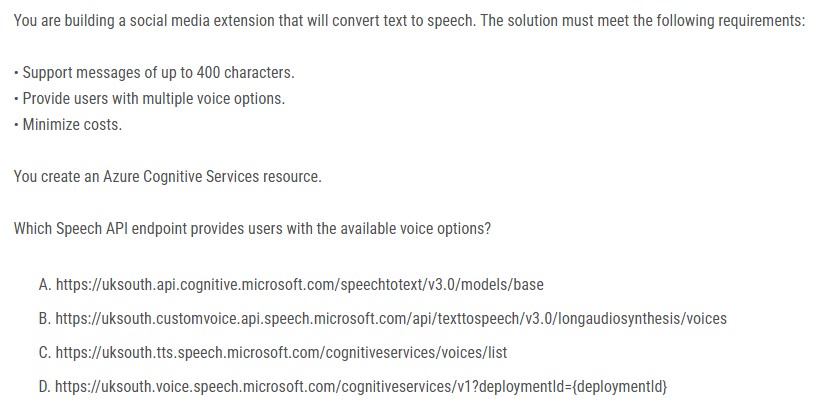 You are building a social media extension that will convert text to speech. The solution must meet the following requirements:
• Support messages of up to 400 characters.
• Provide users with multiple voice options.
• Minimize costs.
You create an Azure Cognitive Services resource.
Which Speech API endpoint provides users with the available voice options?
A. https://uksouth.api.cognitive.microsoft.com/speechtotext/v3.0/models/base
B. https://uksouth.customvoice.api.speech.microsoft.com/api/texttospeech/v3.0/longaudiosynthesis/voices
C. https://uksouth.tts.speech.microsoft.com/cognitiveservices/voices/list
D. https://uksouth.voice.speech.microsoft.com/cognitiveservices/v1?deploymentId={deploymentId}